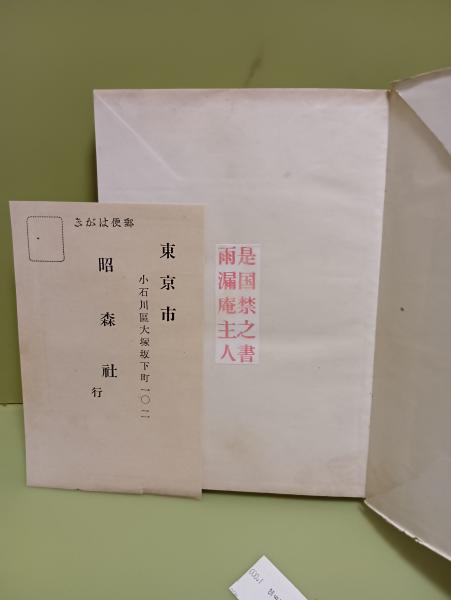 郵便はがき
東京市
小石川區大塚坂下町一〇二
昭森社
行
是国禁之書
雨漏庵主人